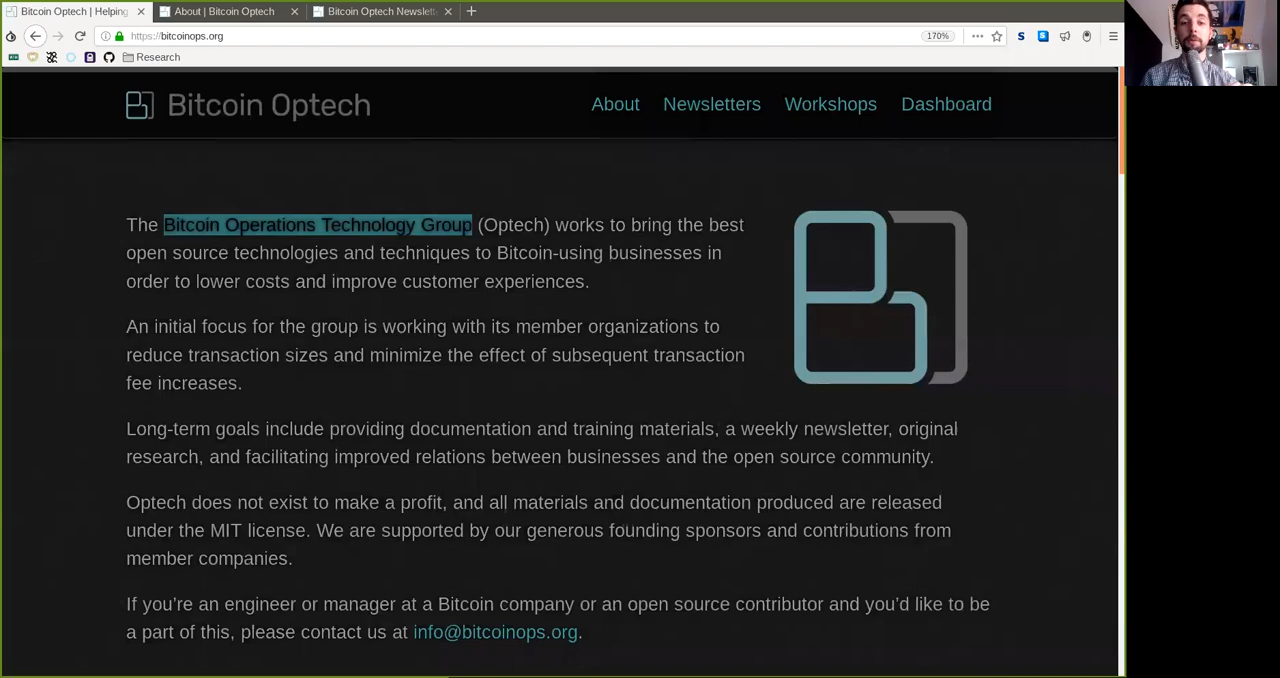 Bitcoin Optech | Helping
About | Bitcoin Optech
Bitcoin Optech Newslett
https://bitcoinops.org
170%
Research
Bitcoin Optech
About Newsletters Workshops Dashboard
The Bitcoin Operations Technology Group (Optech) works to bring the best
open source technologies and techniques to Bitcoin-using businesses in
order to lower costs and improve customer experiences.
An initial focus for the group is working with its member organizations to
reduce transaction sizes and minimize the effect of subsequent transaction
fee increases.
Long-term goals include providing documentation and training materials, a weekly newsletter, original
research, and facilitating improved relations between businesses and the open source community.
Optech does not exist to make a profit, and all materials and documentation produced are released
under the MIT license. We are supported by our generous founding sponsors and contributions from
member companies.
If you’re an engineer or manager at a Bitcoin company or an open source contributor and you’d like to be
a part of this, please contact us at info@bitcoinops.org.